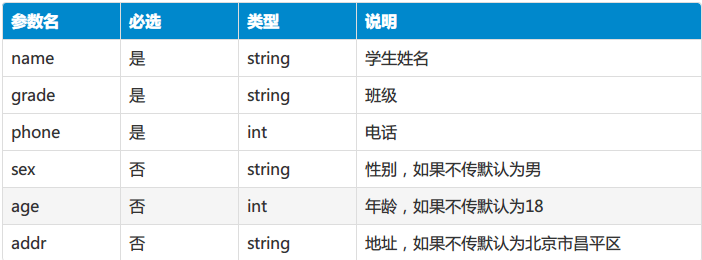 参数名 必选 类型 说明
name 是 string 学生姓名
grade 是 string 班级
phone 是 int 电话
sex 否 string 性别，如果不传默认为男
age 否 int 年龄，如果不传默认为18
addr 否 string 地址，如果不传默认为北京市昌平区